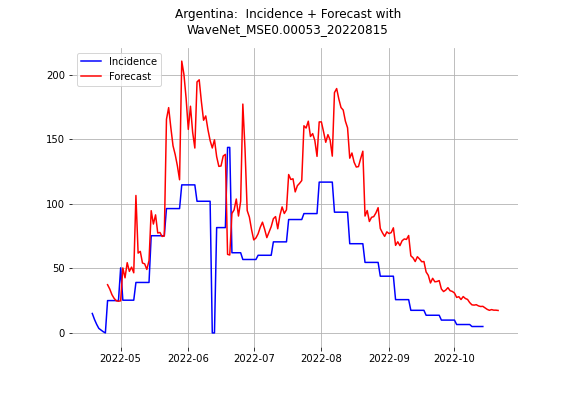 Argentina:  Incidence + Forecast with
WaveNet_MSE0.00053_20220815
Incidence
Forecast
200
150
100
50
0
2022-05
2022-06
2022-07
2022-08
2022-09
2022-10